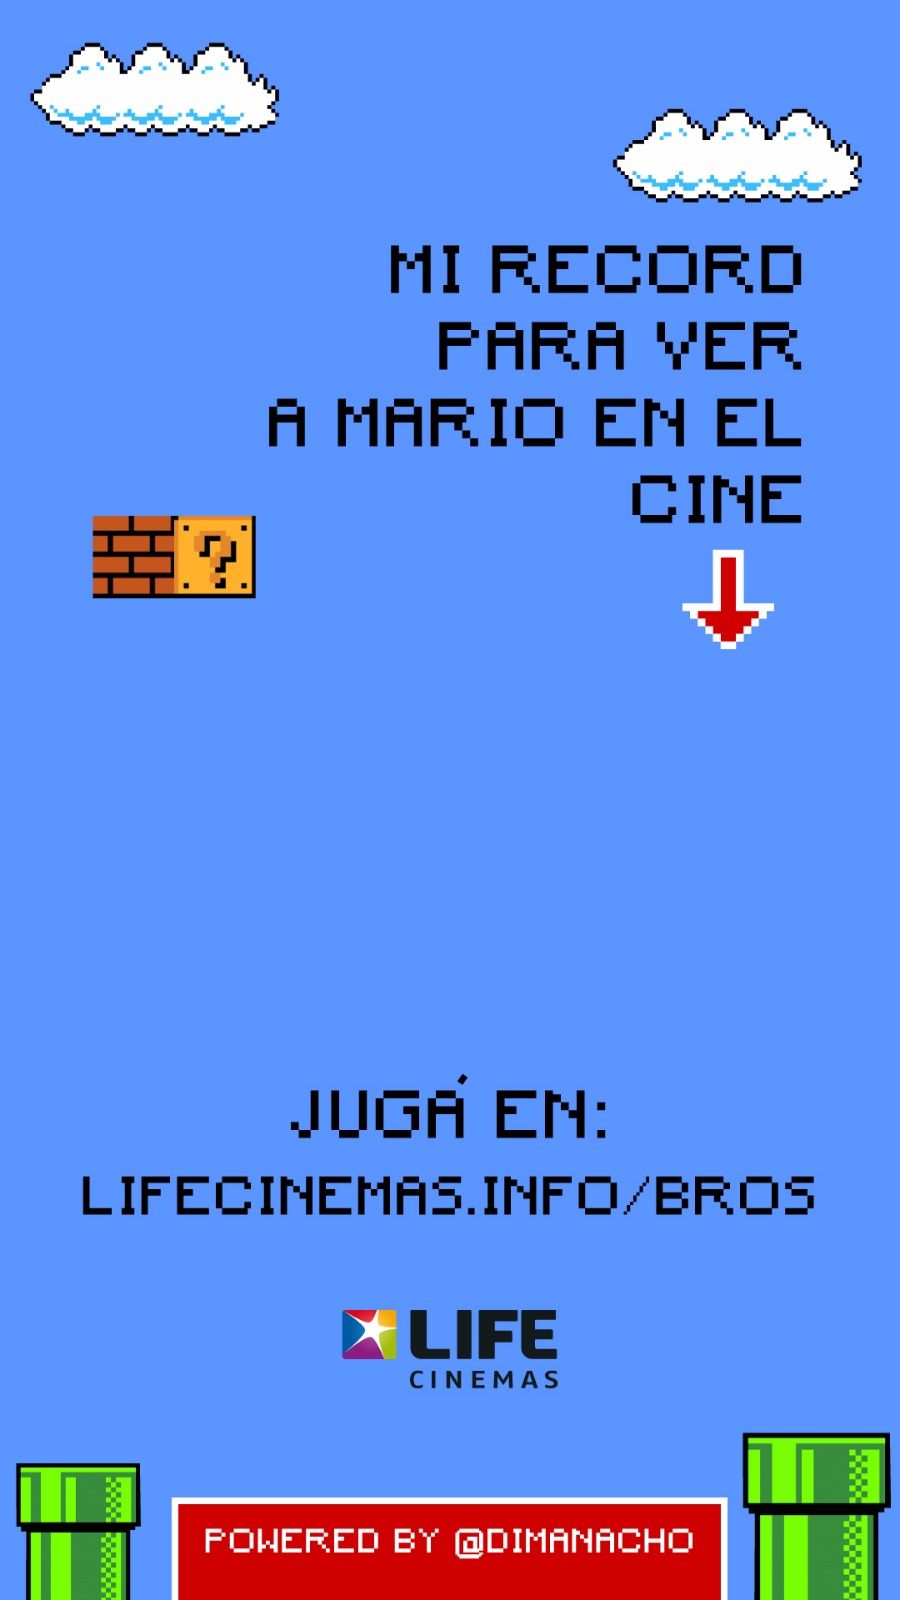 MI RECORD
PARA VER
A MARIO EN EL
CINE
?
JUGÁ EN:
LIFECINEMAS.INFO/BROS
LIFE
CINEMAS
POWERED BY @DIMANACHO